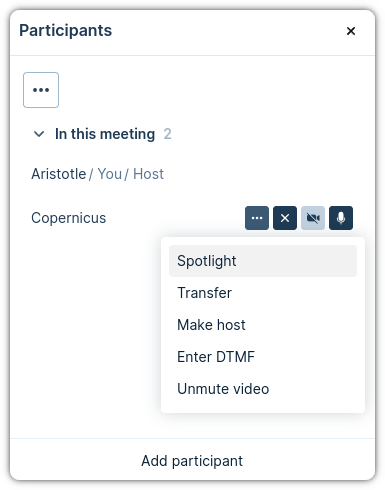 Participants
In this meeting 2
Aristotle / You / Host
Copernicus
Spotlight
Transfer
Make host
Enter DTMF
Unmute video
Add participant